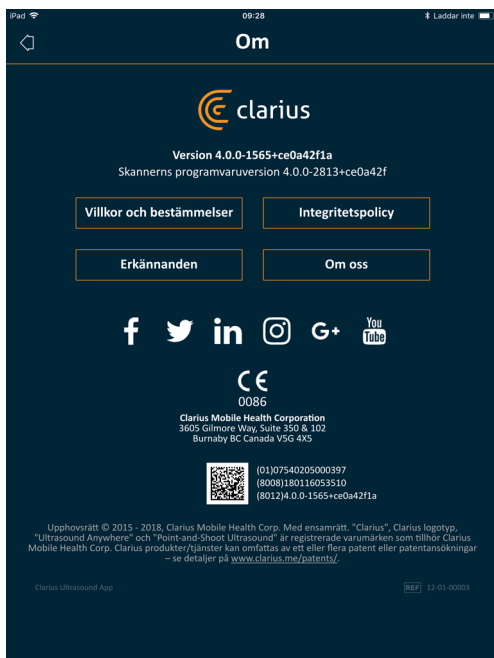 iPad 09:28 Laddar inte
Om
clarius
Version 4.0.0-1565+ce0a42f1a
Skannerns programvaruversion 4.0.0-2813+ce0a42f
Villkor och bestämmelser Integritetspolicy
Erkännanden Om oss
f in G+ You Tube
CE
0086
Clarius Mobile Health Corporation
3605 Gilmore Way, Suite 350 & 102
Burnaby BC Canada V5G 4X5
(01)07540205000397
(8008)180116053510
(8012)4.0.0-1565+ce0a42f1a
Upphovsrätt © 2015 - 2018, Clarius Mobile Health Corp. Med ensamrätt. "Clarius", Clarius logotyp,
"Ultrasound Anywhere" och "Point-and-Shoot Ultrasound" är registrerade varumärken som tillhör Clarius
Mobile Health Corp. Clarius produkter/tjänster kan omfattas av ett eller flera patent eller patentansökningar
– se detaljer på www.clarius.me/patents/.
Clarius Ultrasound App REF 12-01-00003